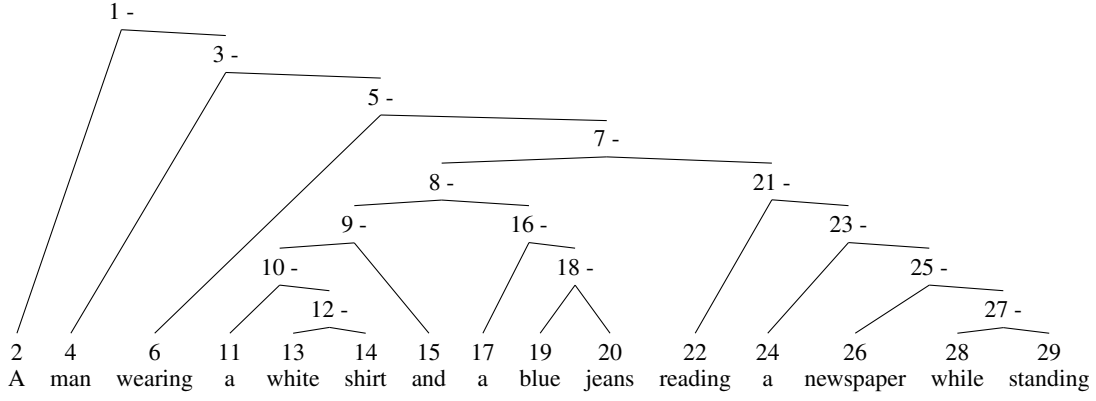 1 -
3 -
5 -
7 -
8 - 21 -
9 - 16 - 23 -
10 - 18 - 25 -
12 - 27 -
2 4 6 11 13 14 15 17 19 20 22 24 26 28 29
A man wearing a white shirt and a blue jeans reading a newspaper while standing